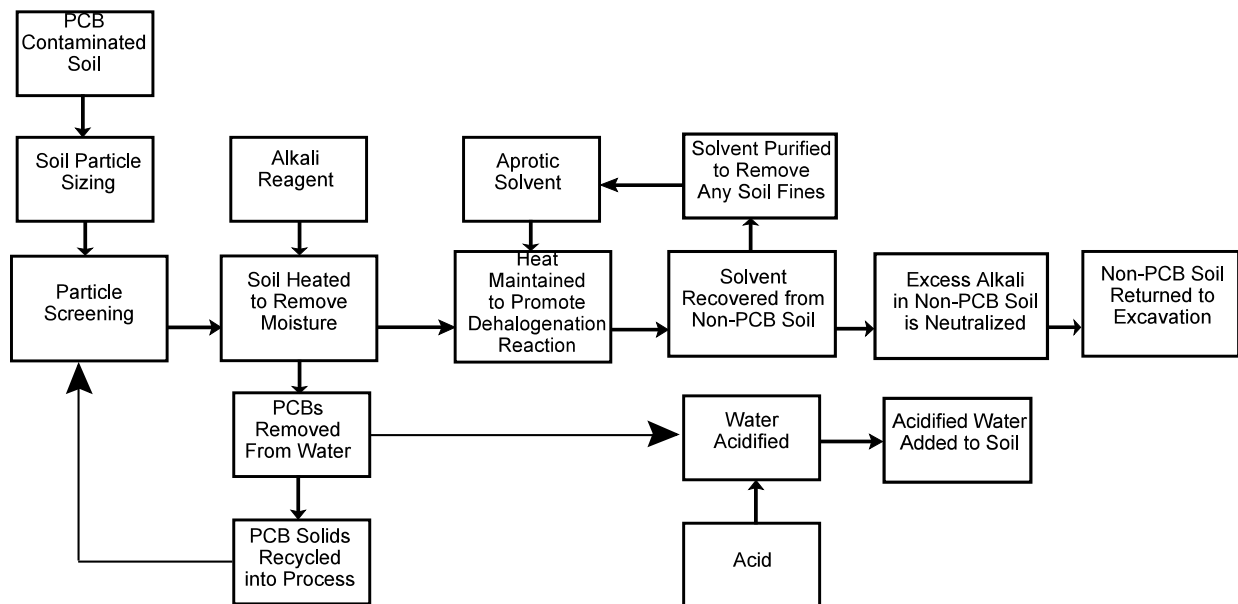 PCB
Contaminated
Soil
Soil Particle
Sizing
Alkali
Reagent
Aprotic
Solvent
Solvent Purified
to Remove
Any Soil Fines
Particle
Screening
Soil Heated
to Remove
Moisture
Heat
Maintained
to Promote
Dehalogenation
Reaction
Solvent
Recovered from
Non-PCB Soil
Excess Alkali
in Non-PCB Soil
is Neutralized
Non-PCB Soil
Returned to
Excavation
PCBs
Removed
From Water
Water
Acidified
Acidified Water
Added to Soil
PCB Solids
Recycled
into Process
Acid